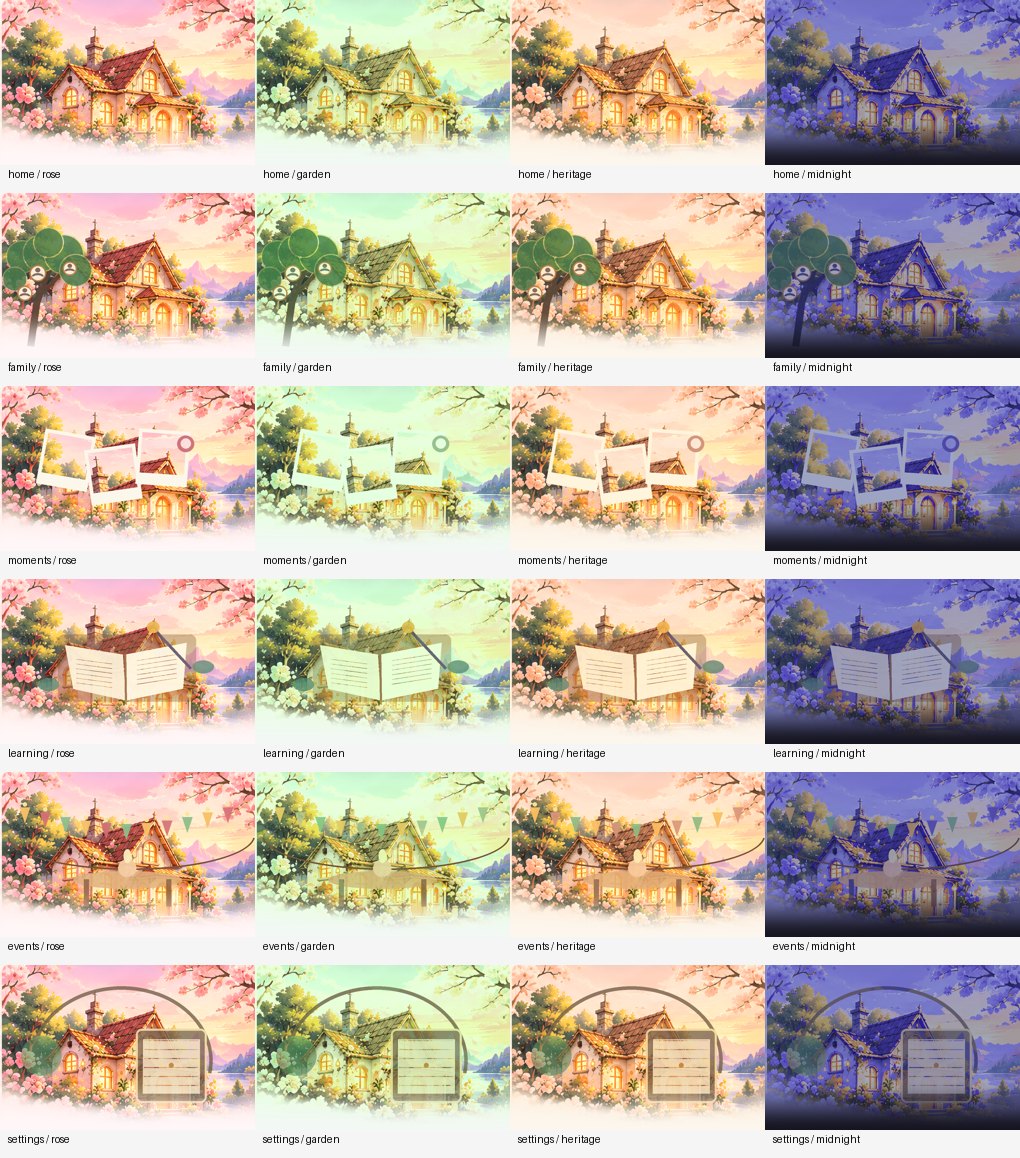 home / rose
home / garden
home / heritage
home / midnight
family / rose
family / garden
family / heritage
family / midnight
moments / rose
moments / garden
moments / heritage
moments / midnight
learning / rose
learning / garden
learning / heritage
learning / midnight
events / rose
events / garden
events / heritage
events / midnight
settings / rose
settings / garden
settings / heritage
settings / midnight